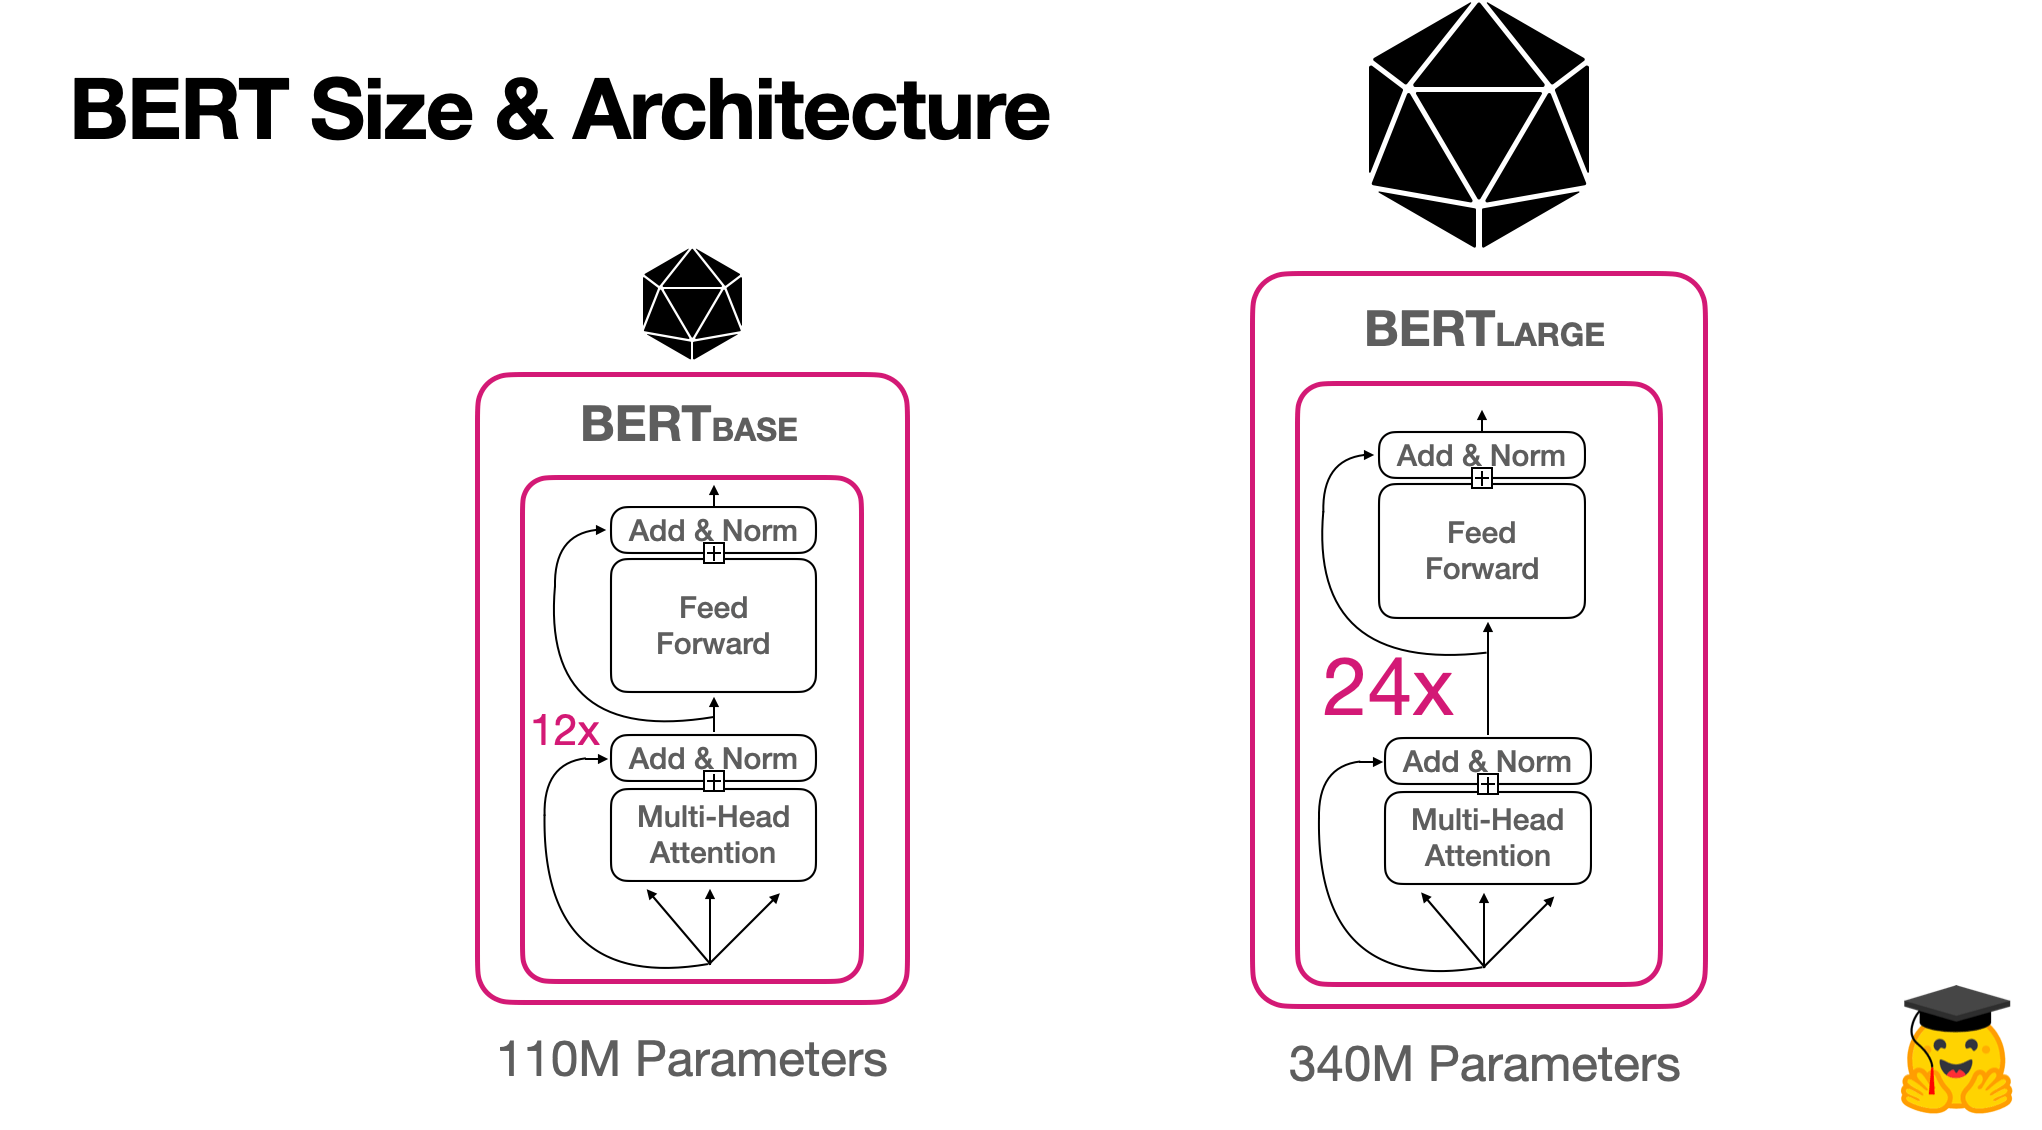 BERT Size & Architecture
BERTBASE
Add & Norm
Feed
Forward
12x
Add & Norm
Multi-Head
Attention
110M Parameters
BERTLARGE
Add & Norm
Feed
Forward
24x
Add & Norm
Multi-Head
Attention
340M Parameters